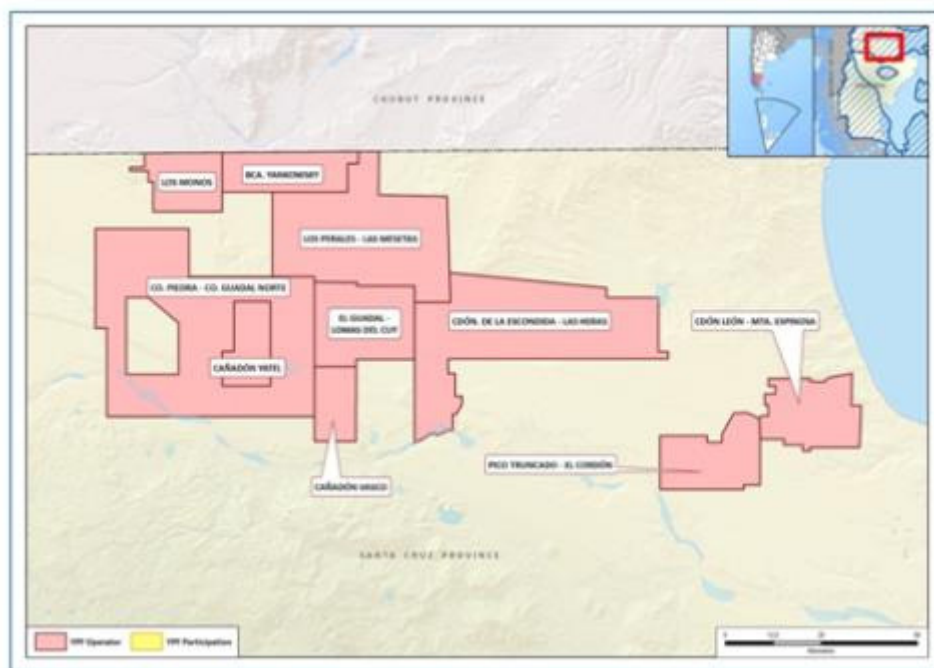 CHUBUT PROVINCE
LOS MONOS
BCA. YANKOWSKY
LOS PERALES - LAS MESETAS
CO. PIEDRA - CO. GUADAL NORTE
EL GUADAL -
LOMAS DEL CUY
CDÓN. DE LA ESCONDIDA - LAS HERAS
CDÓN LEÓN - MTA. ESPINOSA
CAÑADÓN YATEL
PICO TRUNCADO - EL CORDÓN
CAÑADÓN VASCO
SANTA CRUZ PROVINCE
YPF Operator
YPF Participation
Kilometers